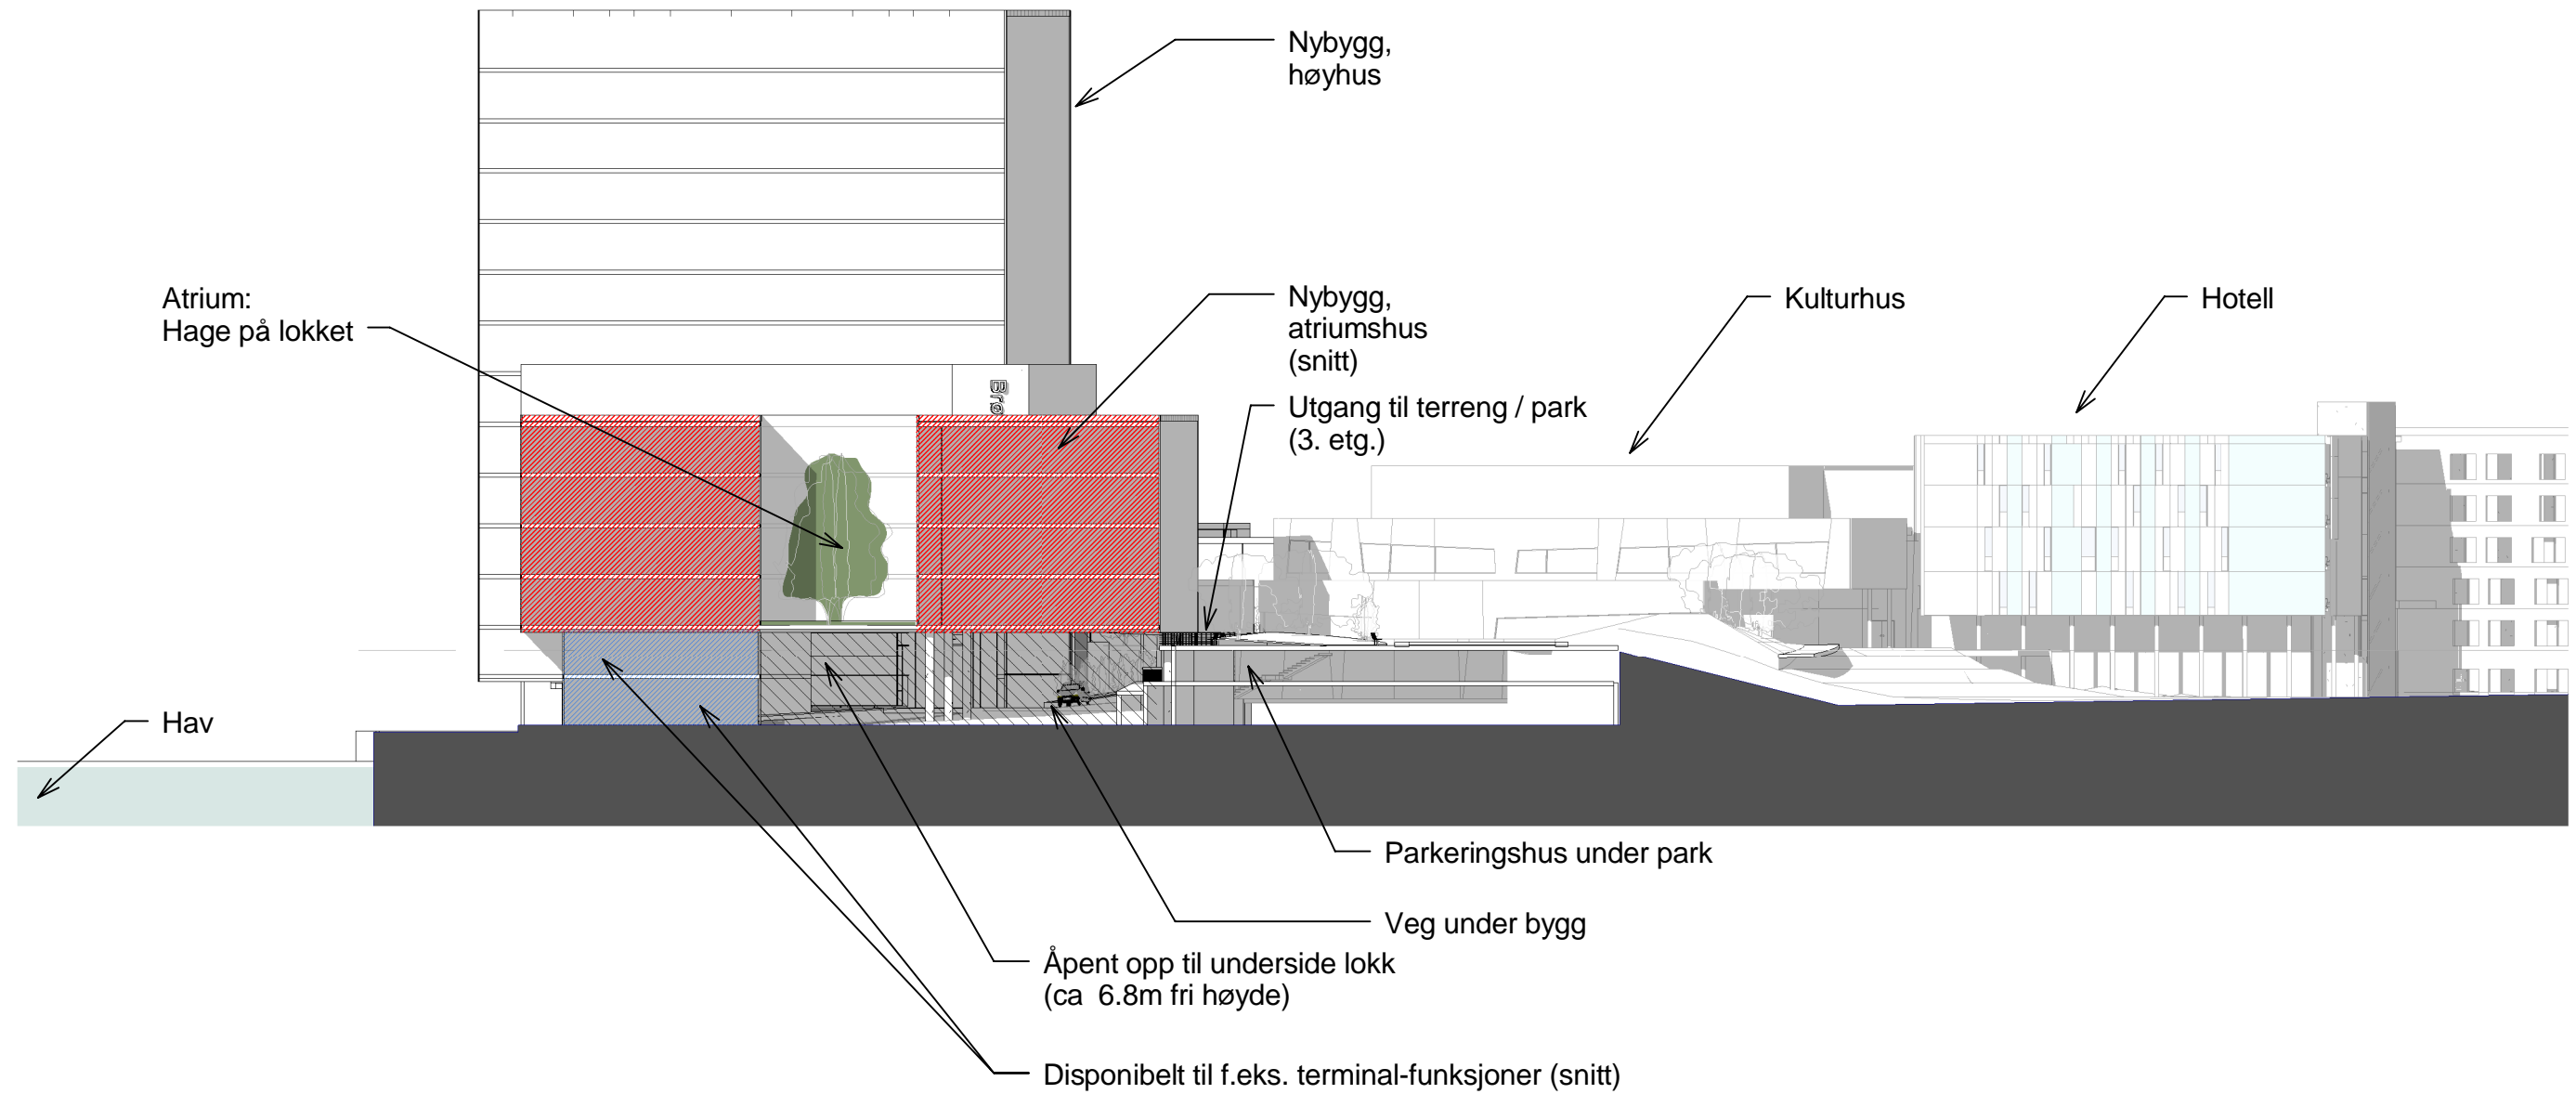 Nybygg,
høyhus
Atrium:
Hage på lokket
Nybygg,
atriumshus
(snitt)
Kulturhus
Hotell
Utgang til terreng / park
(3. etg.)
Brø
Hav
Parkeringshus under park
Veg under bygg
Åpent opp til underside lokk
(ca 6.8m fri høyde)
Disponibelt til f.eks. terminal-funksjoner (snitt)